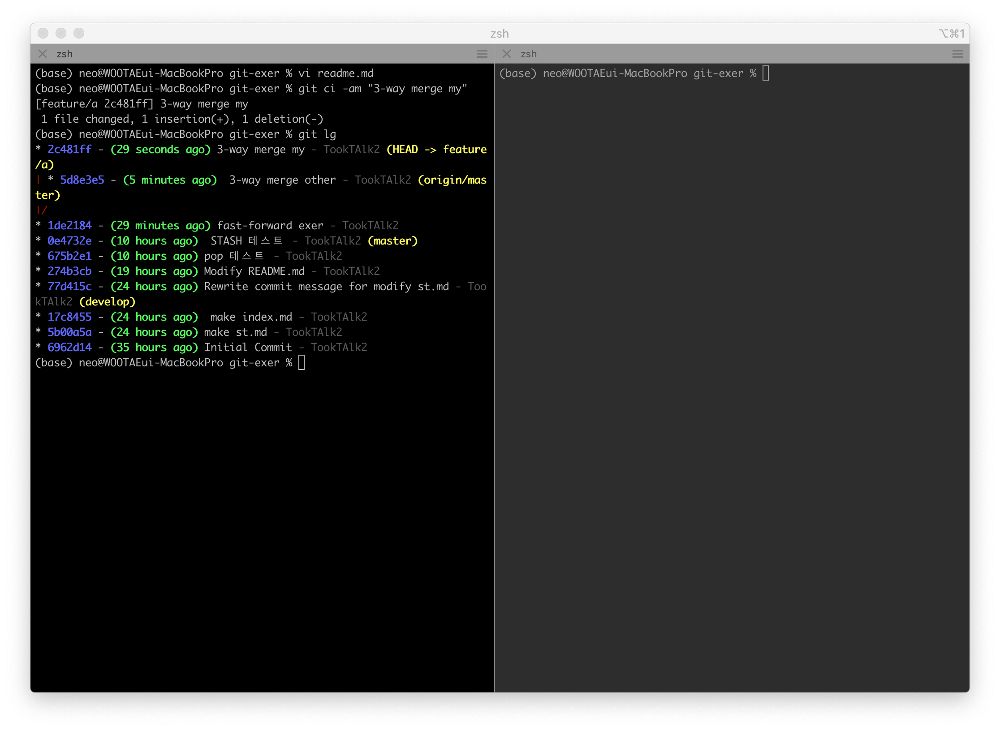 zsh
⌥⌘1
zsh
(base) neo@WOOTAEui-MacBookPro git-exer % vi readme.md
(base) neo@WOOTAEui-MacBookPro git-exer % git ci -am "3-way merge my"
[feature/a 2c481ff] 3-way merge my
 1 file changed, 1 insertion(+), 1 deletion(-)
(base) neo@WOOTAEui-MacBookPro git-exer % git lg
* 2c481ff - (29 seconds ago) 3-way merge my - TookTAlk2 (HEAD -> feature
/a)
| * 5d8e3e5 - (5 minutes ago)  3-way merge other - TookTAlk2 (origin/mas
ter)
|/
* 1de2184 - (29 minutes ago) fast-forward exer - TookTAlk2
* 0e4732e - (10 hours ago)  STASH 테스트 - TookTAlk2 (master)
* 675b2e1 - (10 hours ago) pop 테스트 - TookTAlk2
* 274b3cb - (19 hours ago) Modify README.md - TookTAlk2
* 77d415c - (24 hours ago) Rewrite commit message for modify st.md - Too
kTAlk2 (develop)
* 17c8455 - (24 hours ago)  make index.md - TookTAlk2
* 5b00a5a - (24 hours ago) make st.md - TookTAlk2
* 6962d14 - (35 hours ago) Initial Commit - TookTAlk2
(base) neo@WOOTAEui-MacBookPro git-exer %
zsh
(base) neo@WOOTAEui-MacBookPro git-exer %